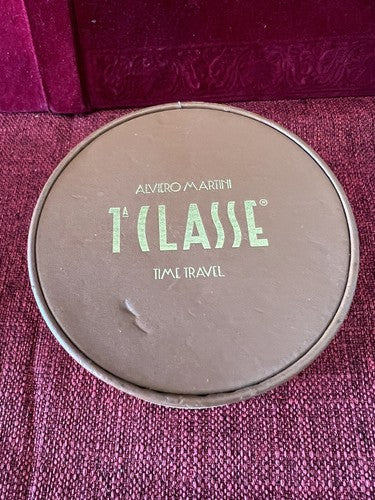 ALVIERO MARTINI
1ᴬ CLASSE®
TIME TRAVEL